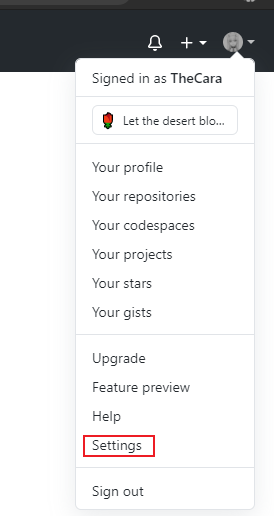 Signed in as TheCara
Let the desert blo...
Your profile
Your repositories
Your codespaces
Your projects
Your stars
Your gists
Upgrade
Feature preview
Help
Settings
Sign out